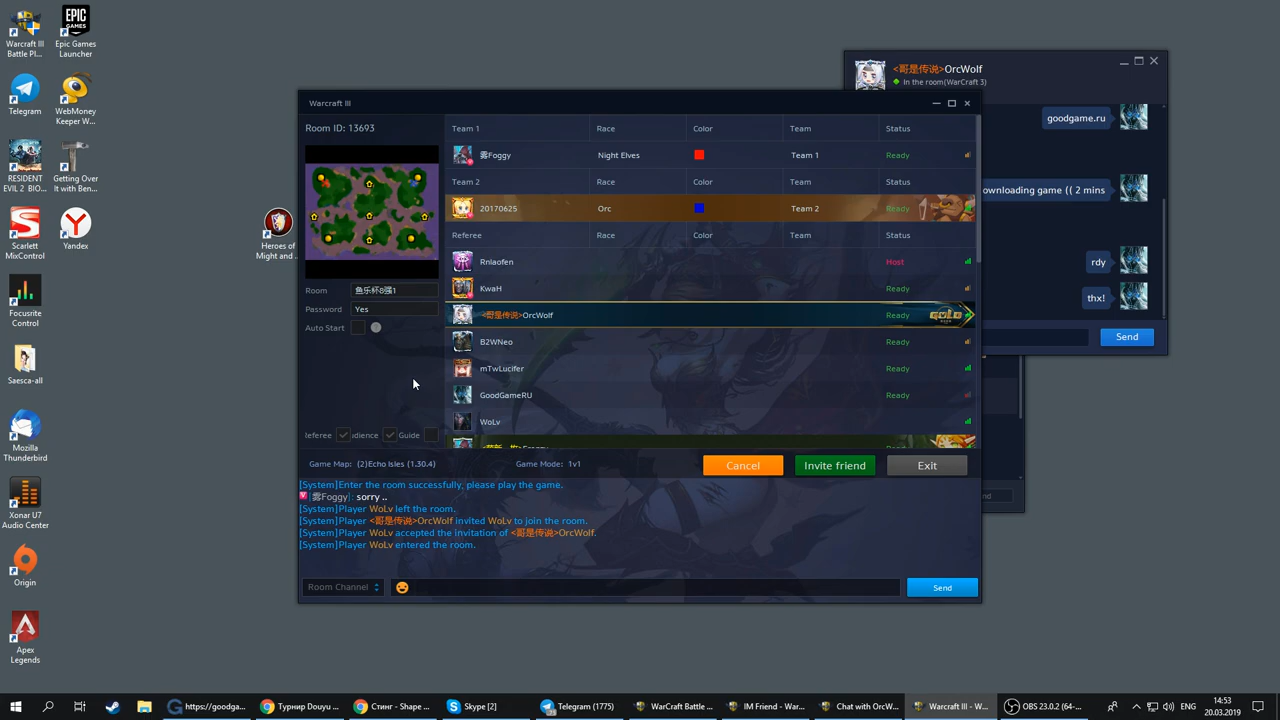 Warcraft III
Battle Pl...
Epic Games
Launcher
Telegram
WebMoney
Keeper W...
RESIDENT
EVIL 2 BIO...
Getting Over
It with Ben...
Scarlett
MixControl
Yandex
Heroes of
Might and ...
Focusrite
Control
Saesca-all
Mozilla
Thunderbird
Xonar U7
Audio Center
Origin
Apex
Legends
EPIC
GAMES
<哥是传说>OrcWolf
In the room(WarCraft 3)
goodgame.ru
ownloading game (( 2 mins
rdy
thx!
Send
Warcraft III
Room ID: 13693
Team 1 Race Color Team Status
雾Foggy Night Elves Team 1 Ready
Team 2 Race Color Team Status
20170625 Orc Team 2 Ready
Referee Race Color Team Status
Rnlaofen Host
KwaH Ready
<哥是传说>OrcWolf Ready
B2WNeo Ready
mTwLucifer Ready
GoodGameRU Ready
WoLv Ready
Room 鱼乐杯8强1
Password Yes
Auto Start
leferee udience Guide
Game Map: (2)Echo Isles (1.30.4) Game Mode: 1v1
Cancel Invite friend Exit
[System]Enter the room successfully, please play the game.
[雾Foggy]: sorry ..
[System]Player WoLv left the room.
[System]Player <哥是传说>OrcWolf invited WoLv to join the room.
[System]Player WoLv accepted the invitation of <哥是传说>OrcWolf.
[System]Player WoLv entered the room.
Room Channel Send
nd
https://goodga...
Турнир Douyu ...
Стинг - Shape ...
Skype [2]
Telegram (1775)
WarCraft Battle ...
IM Friend - War...
Chat with OrcW...
Warcraft III - W...
OBS 23.0.2 (64-...
14:53
20.03.2019